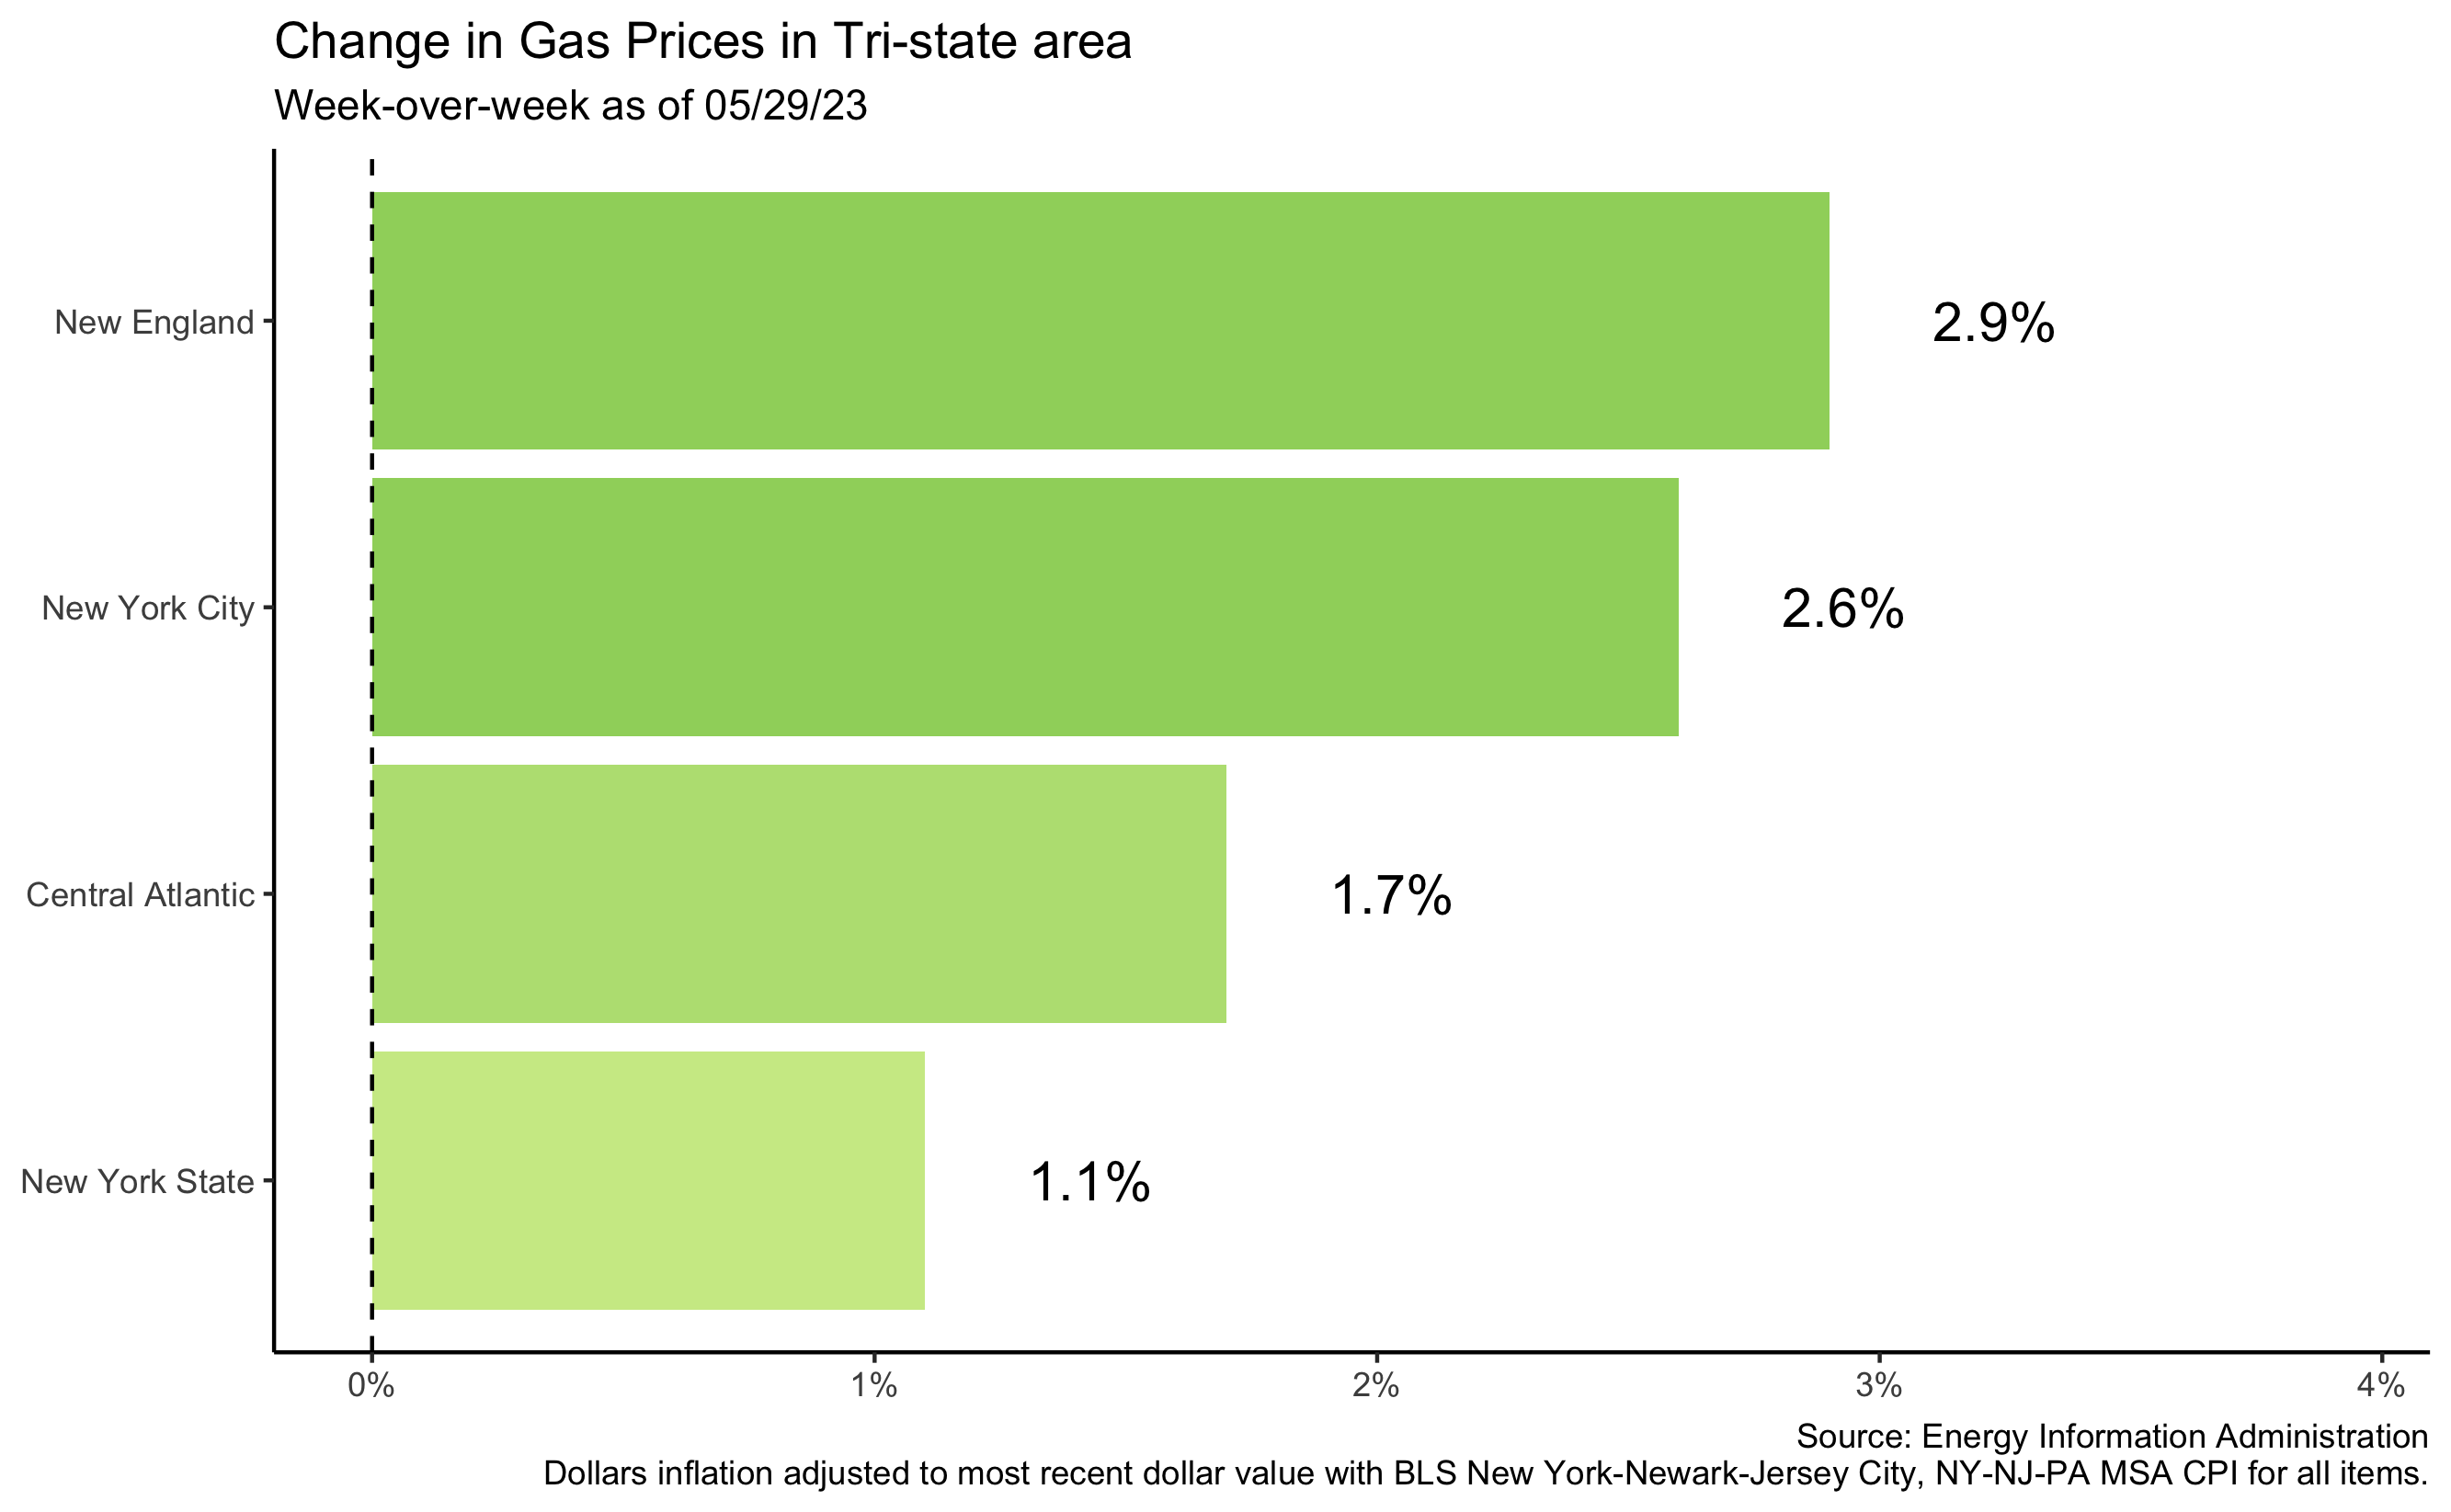 Change in Gas Prices in Tri-state area
Week-over-week as of 05/29/23
New England
2.9%
New York City
2.6%
Central Atlantic
1.7%
New York State
1.1%
0%
1%
2%
3%
4%
Source: Energy Information Administration
Dollars inflation adjusted to most recent dollar value with BLS New York-Newark-Jersey City, NY-NJ-PA MSA CPI for all items.